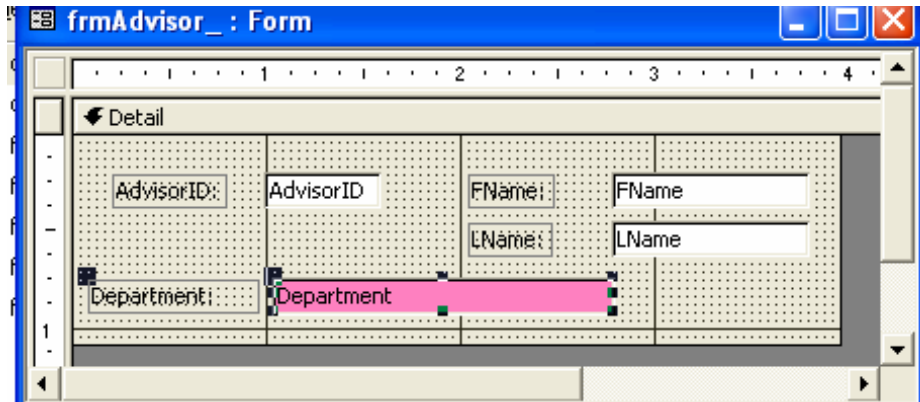 frmAdvisor_ : Form
1 2 3 4
Detail
AdvisorID: AdvisorID FName: FName
LName: LName
Department: Department
1